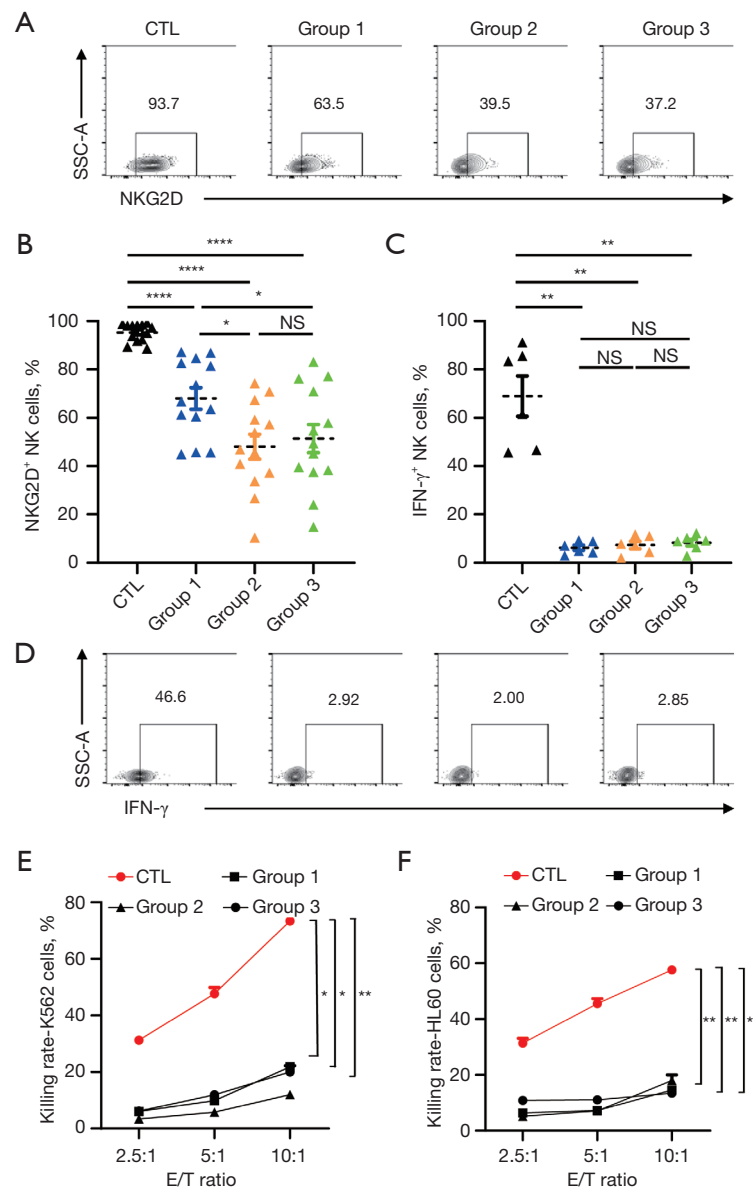 A
CTL Group 1 Group 2 Group 3
93.7 63.5 39.5 37.2
SSC-A
NKG2D
B
****
****
**** *
* NS
100
80
60
40
20
0
NKG2D+ NK cells, %
CTL Group 1 Group 2 Group 3
C
**
**
**
NS
NS NS
100
80
60
40
20
0
IFN-γ+ NK cells, %
CTL Group 1 Group 2 Group 3
D
46.6 2.92 2.00 2.85
SSC-A
IFN-γ
E
CTL Group 1
Group 2 Group 3
80
60
40
20
0
Killing rate-K562 cells, %
* * **
2.5:1 5:1 10:1
E/T ratio
F
CTL Group 1
Group 2 Group 3
80
60
40
20
0
Killing rate-HL60 cells, %
** ** *
2.5:1 5:1 10:1
E/T ratio